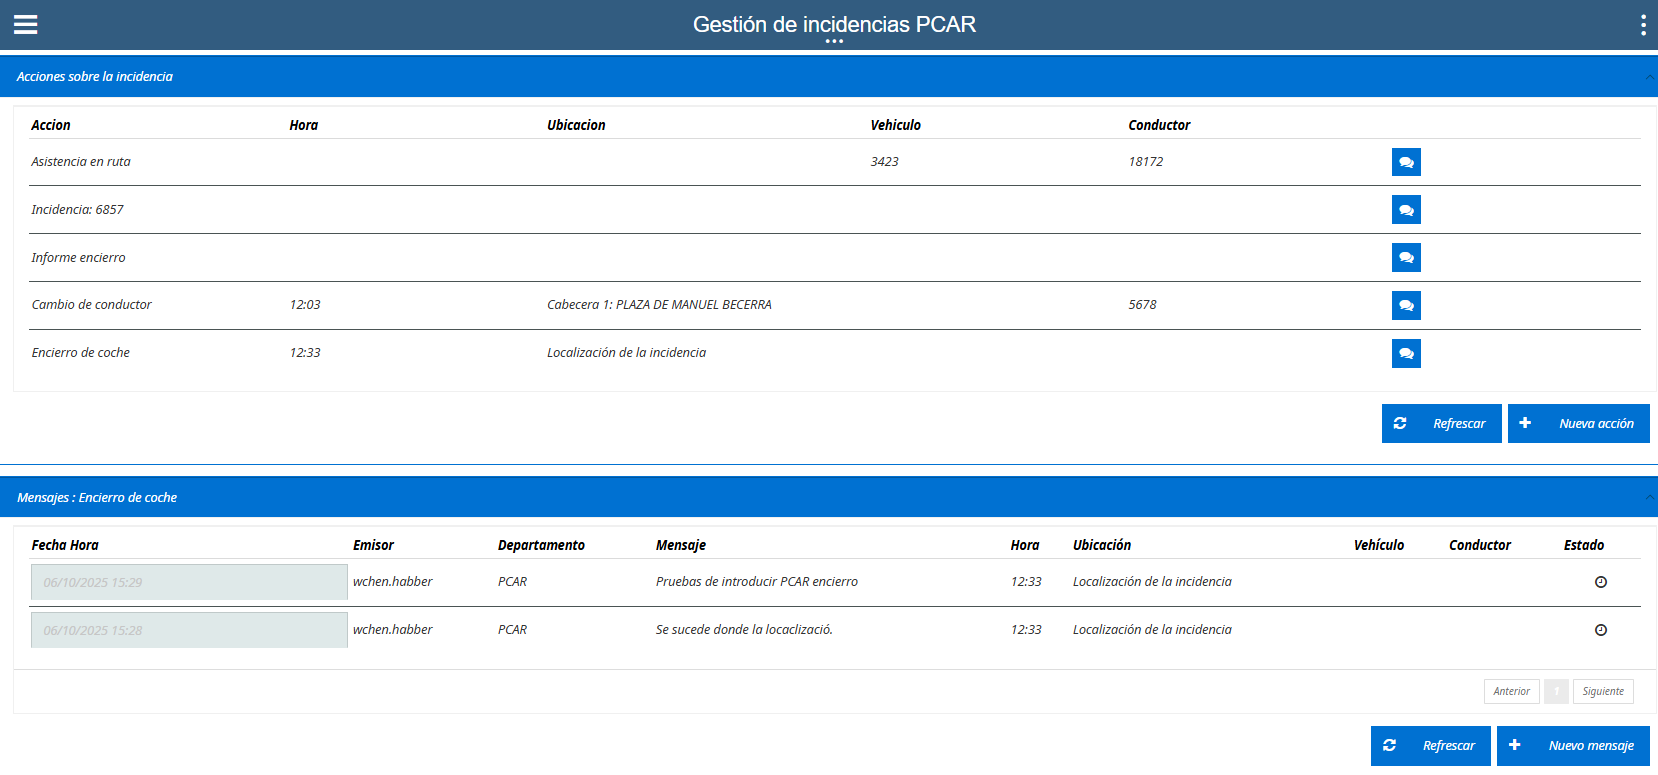 Gestión de incidencias PCAR
Acciones sobre la incidencia
Accion Hora Ubicacion Vehiculo Conductor
Asistencia en ruta 3423 18172
Incidencia: 6857
Informe encierro
Cambio de conductor 12:03 Cabecera 1: PLAZA DE MANUEL BECERRA 5678
Encierro de coche 12:33 Localización de la incidencia
Refrescar Nueva acción
Mensajes : Encierro de coche
Fecha Hora Emisor Departamento Mensaje Hora Ubicación Vehículo Conductor Estado
06/10/2025 15:29 wchen.habber PCAR Pruebas de introducir PCAR encierro 12:33 Localización de la incidencia
06/10/2025 15:28 wchen.habber PCAR Se sucede donde la locaclizació. 12:33 Localización de la incidencia
Anterior 1 Siguiente
Refrescar Nuevo mensaje